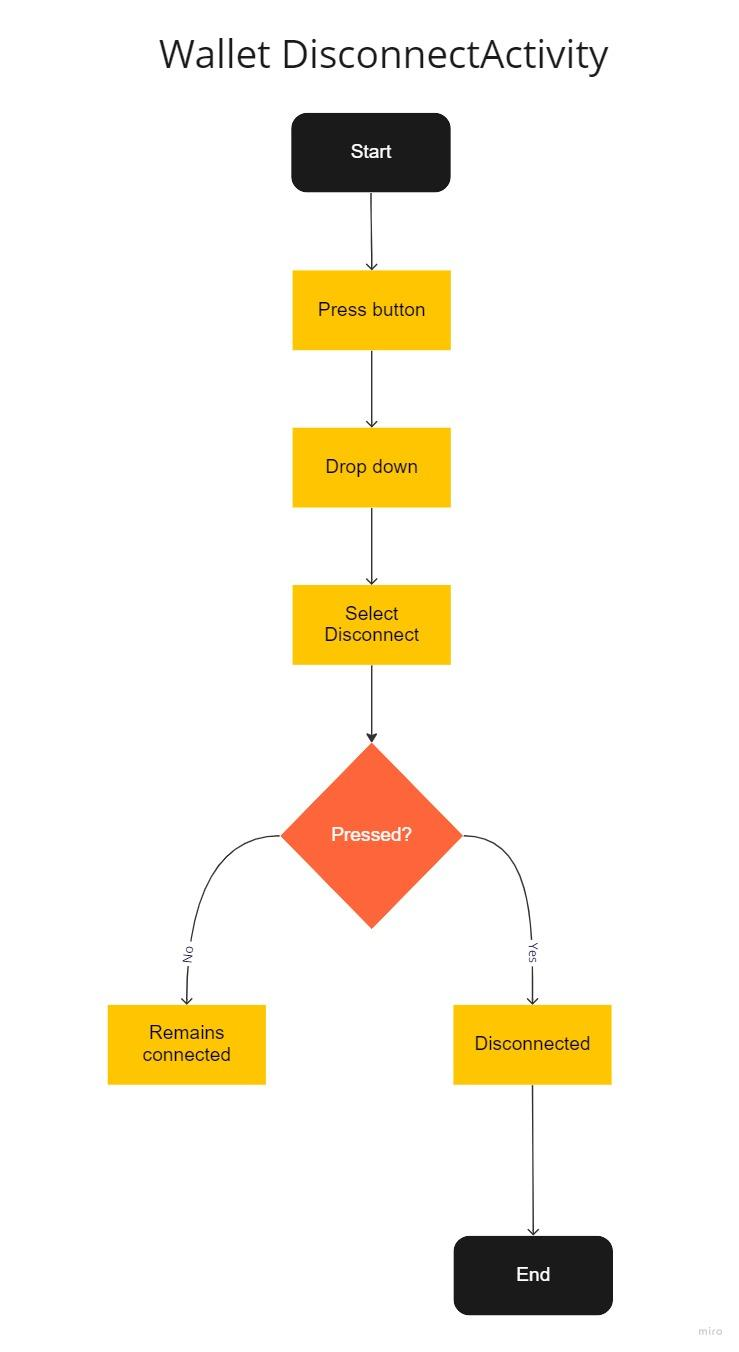 Wallet DisconnectActivity
Start
Press button
Drop down
Select
Disconnect
Pressed?
No
Yes
Remains
connected
Disconnected
End
miro